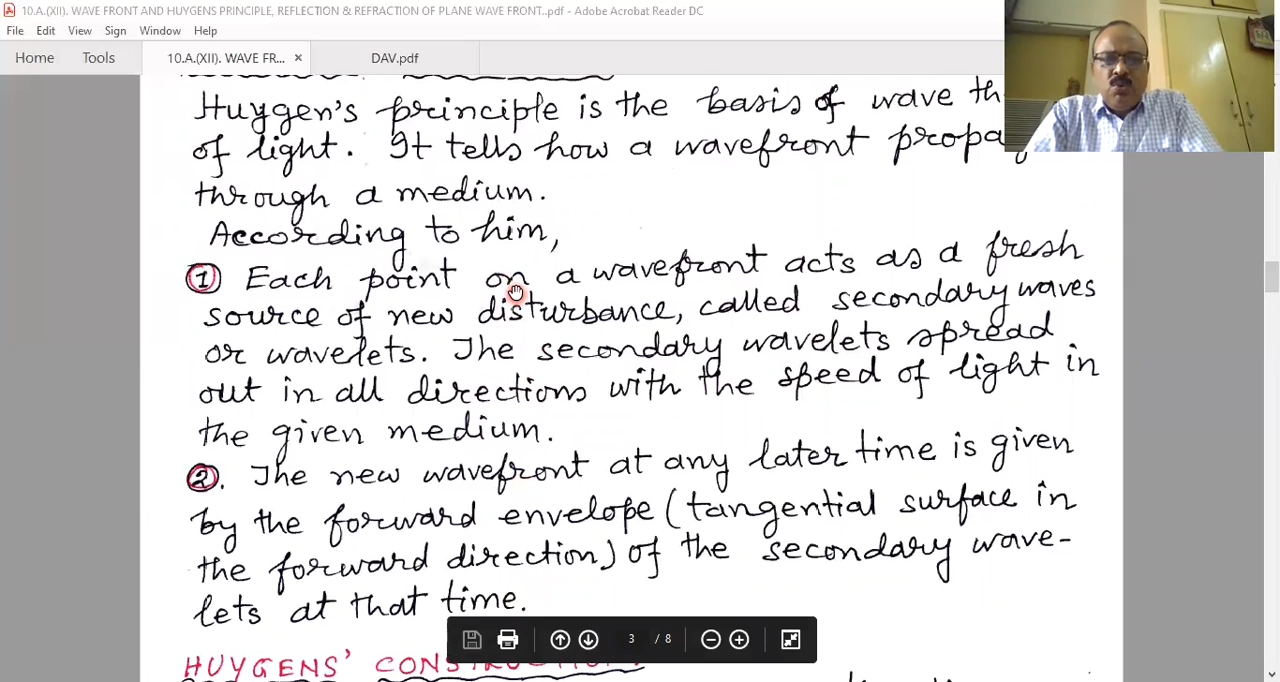 10.A.(XII). WAVE FRONT AND HUYGENS PRINCIPLE, REFLECTION & REFRACTION OF PLANE WAVE FRONT..pdf - Adobe Acrobat Reader DC
File Edit View Sign Window Help
Home Tools 10.A.(XII). WAVE FR... × DAV.pdf
Huygen's principle is the basis of wave th
of light. It tells how a wavefront propa
through a medium.
According to him,
1 Each point on a wavefront acts as a fresh
source of new disturbance, called secondary waves
or wavelets. The secondary wavelets spread
out in all directions with the speed of light in
the given medium.
2. The new wavefront at any later time is given
by the forward envelope (tangential surface in
the forward direction) of the secondary wave-
lets at that time.
3 / 8
HUYGENS' CONSTRUCTION